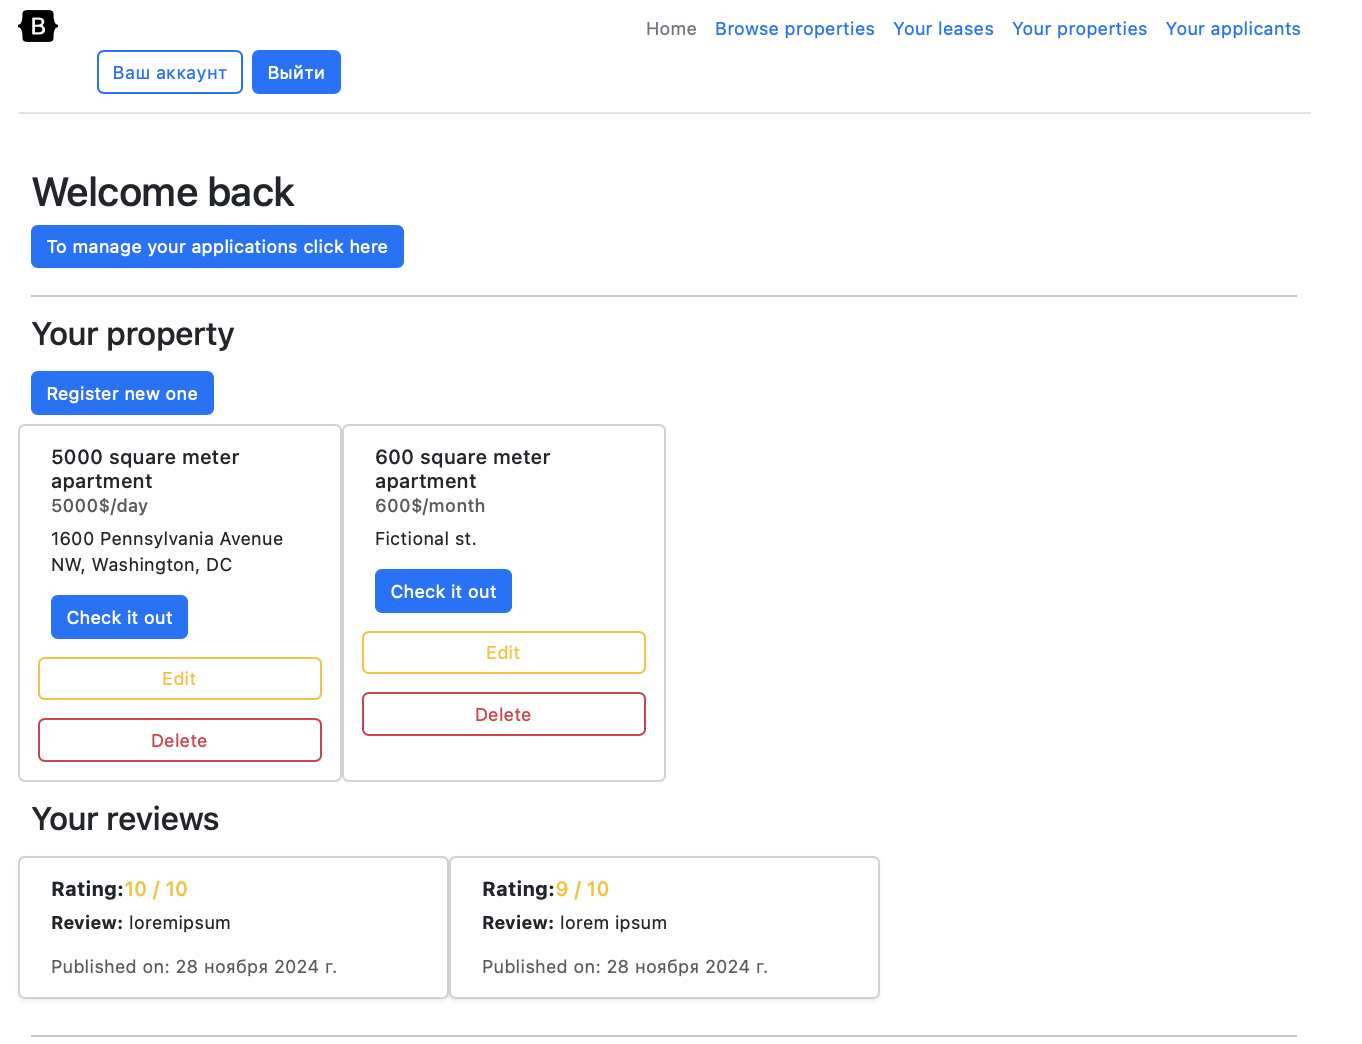 B
Home Browse properties Your leases Your properties Your applicants
Ваш аккаунт Выйти
Welcome back
To manage your applications click here
Your property
Register new one
5000 square meter
apartment
5000$/day
1600 Pennsylvania Avenue
NW, Washington, DC
Check it out
Edit
Delete
600 square meter
apartment
600$/month
Fictional st.
Check it out
Edit
Delete
Your reviews
Rating:10 / 10
Review: loremipsum
Published on: 28 ноября 2024 г.
Rating:9 / 10
Review: lorem ipsum
Published on: 28 ноября 2024 г.